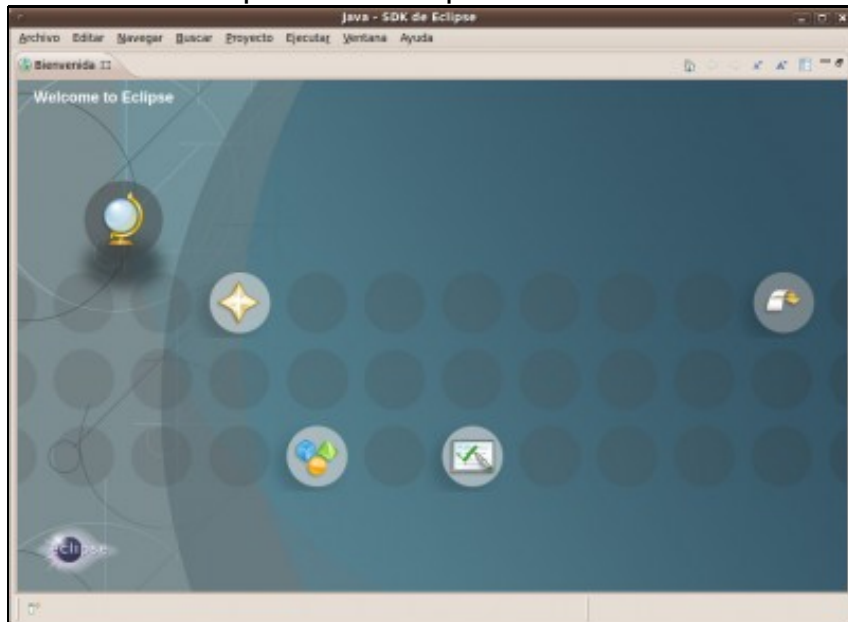 Java - SDK de Eclipse
Archivo Editar Navegar Buscar Proyecto Ejecutar Ventana Ayuda
Bienvenida
Welcome to Eclipse
eclipse